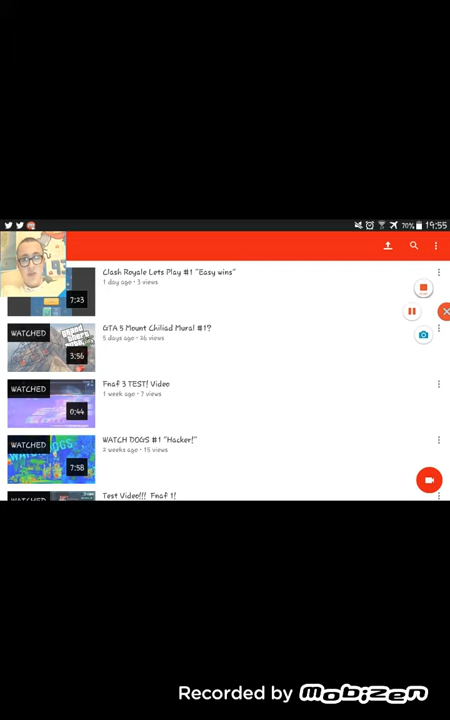 70% 19:55
Clash Royale Lets Play #1 "Easy wins"
1 day ago • 3 views
7:23
WATCHED
GTA 5 Mount Chiliad Mural #1?
5 days ago • 26 views
3:56
WATCHED
Fnaf 3 TEST! Video
1 week ago • 7 views
0:44
WATCHED
WATCH DOGS #1 "Hacker!"
3 weeks ago • 15 views
7:58
WATCHED
Test Video!!! Fnaf 1!
Recorded by Mobizen